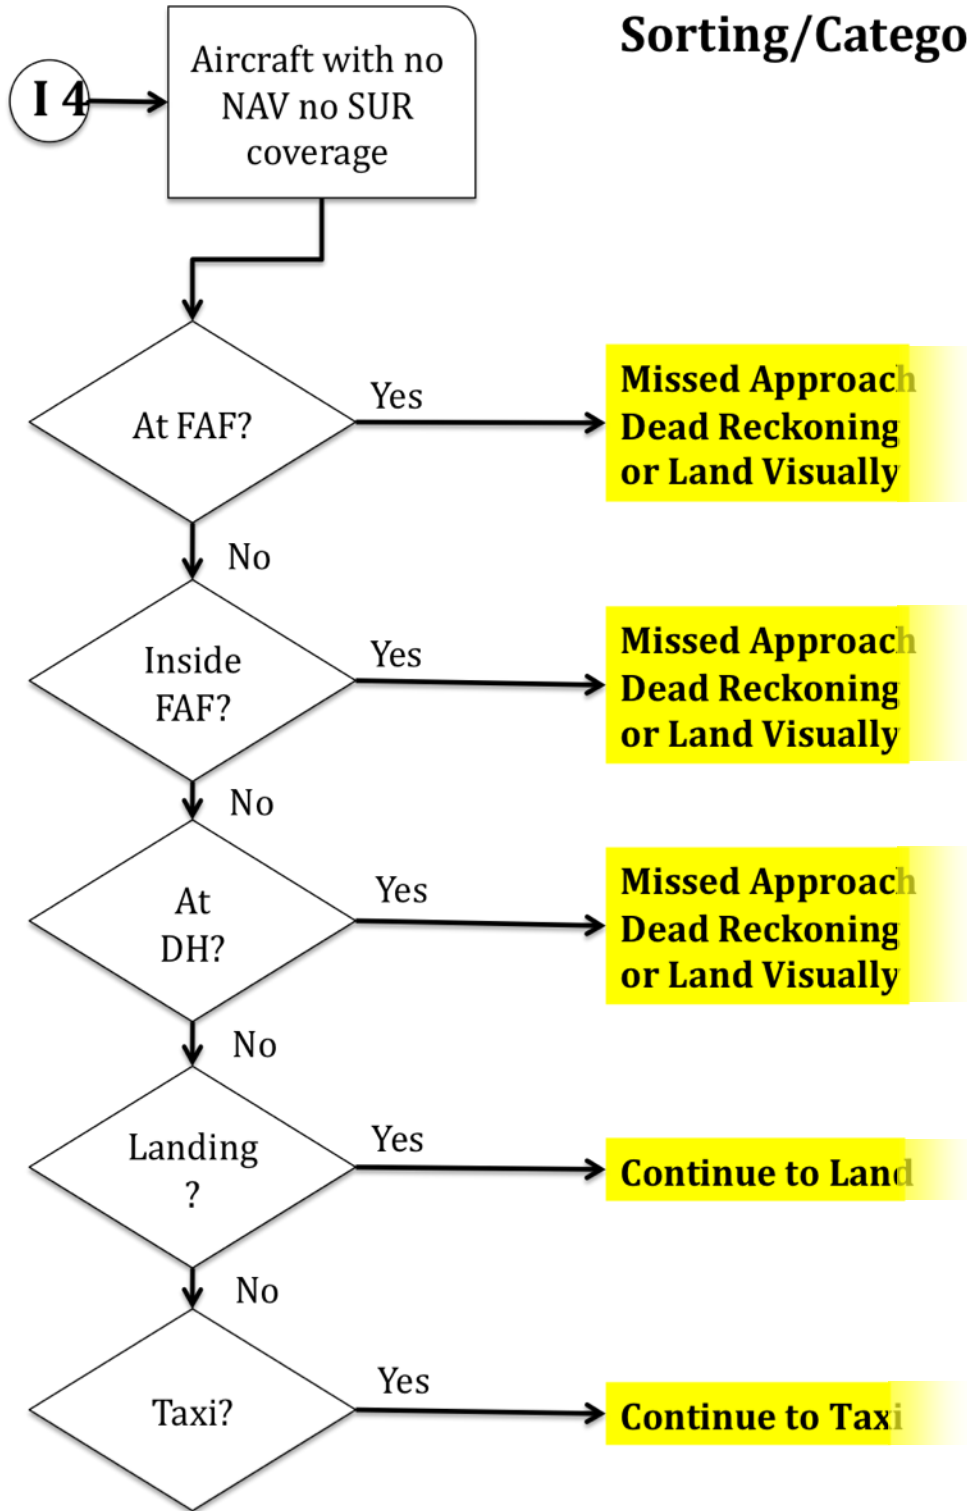 Sorting/Catego
I 4
Aircraft with no
NAV no SUR
coverage
At FAF?
Yes
Missed Approach
Dead Reckoning
or Land Visually
No
Inside
FAF?
Yes
Missed Approach
Dead Reckoning
or Land Visually
No
At
DH?
Yes
Missed Approach
Dead Reckoning
or Land Visually
No
Landing
?
Yes
Continue to Land
No
Taxi?
Yes
Continue to Taxi